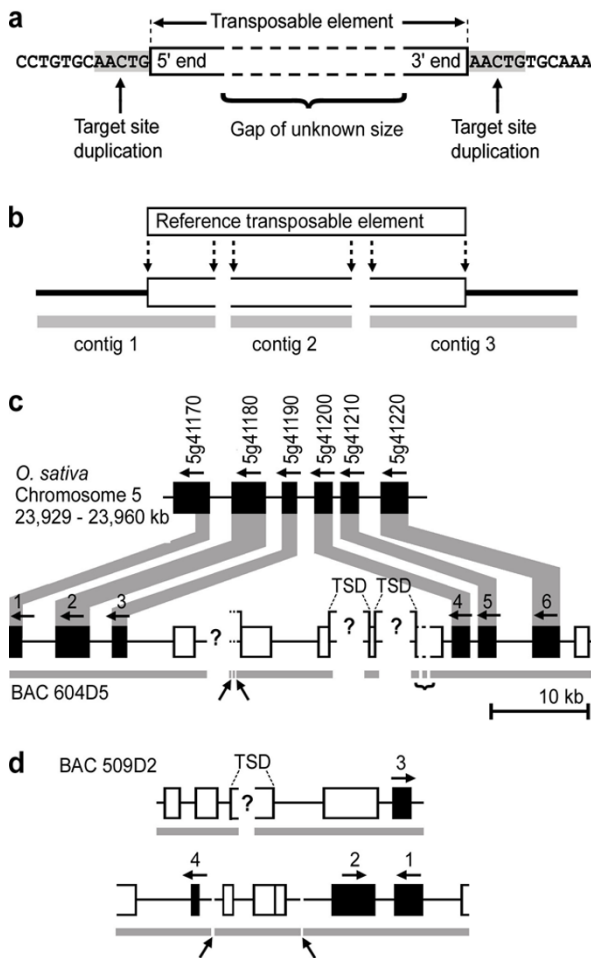 a
Transposable element
CCTGTGCAACTG 5' end 3' end AACTGTGCAAA
Target site duplication
Gap of unknown size
Target site duplication
b
Reference transposable element
contig 1 contig 2 contig 3
c
5g41170 5g41180 5g41190 5g41200 5g41210 5g41220
O. sativa
Chromosome 5
23,929 - 23,960 kb
TSD TSD
1 2 3 4 5 6
? ? ?
BAC 604D5
10 kb
d
BAC 509D2
TSD
3
?
4 2 1